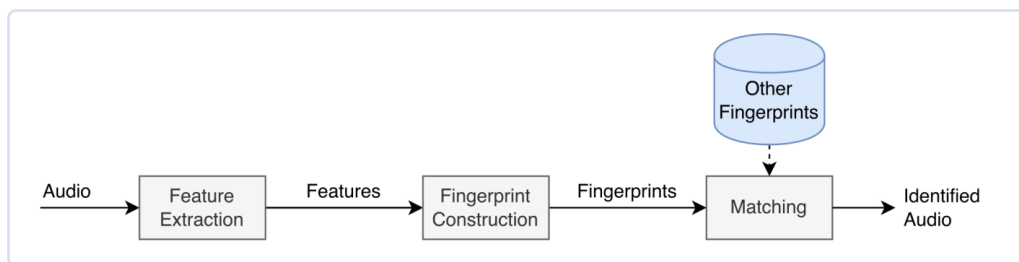 Other
Fingerprints
Audio
Feature
Extraction
Features
Fingerprint
Construction
Fingerprints
Matching
Identified
Audio